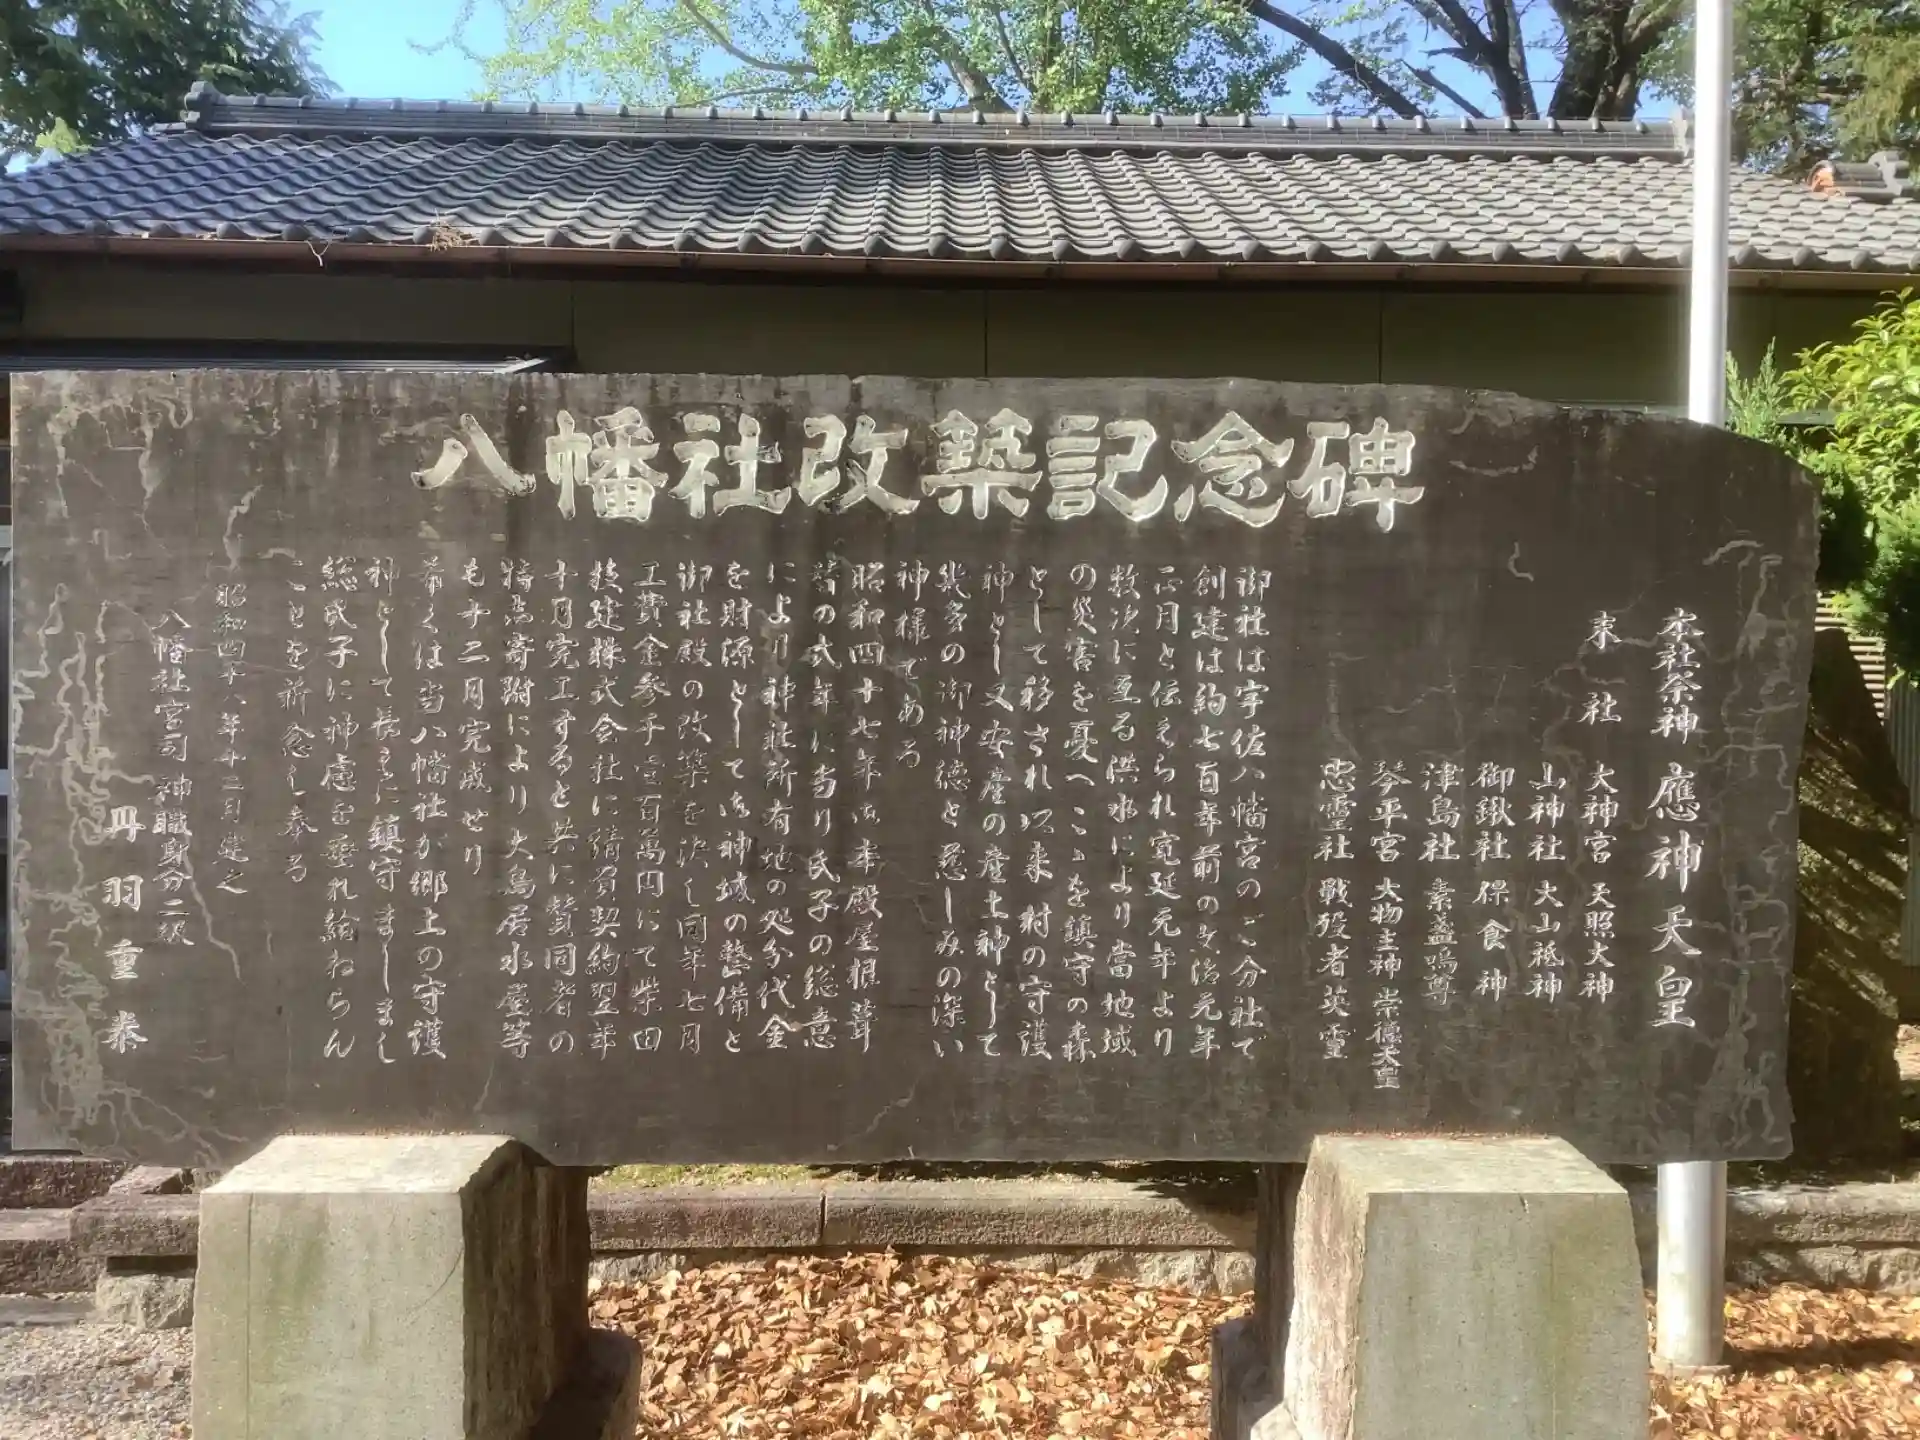 八幡社改築記念碑
本社祭神 應神天皇
末社 大神宮 天照大神
山神社 大山祗神
御鍬社 保食神
津島社 素盞嗚尊
琴平宮 大物主神 崇德天皇
忠靈社 戰歿者英靈
御社は宇佐八幡宮のご分社で
創建は約七百年前の文治元年
正月と伝えられ寛延元年より
数次に亙る洪水により當地域
の災害を憂へここを鎮守の森
として移され以来村の守護
神とし又安産の産土神として
幾多の御神徳と慈しみの深い
神様である
昭和四十七年御本殿屋根葺
替の式年に当り氏子の総意
により神社所有地の処分代金
を財源として御神域の整備と
御社殿の改築を決し同年七月
工費金参千壱百萬円にて柴田
技建株式会社に請負契約翌年
十月完工すると共に賛同者の
特志寄附により大鳥居水屋等
も十二月完成せり
希くは当八幡社が郷土の守護
神として長えに鎮守ましまし
総氏子に神慮を垂れ給わらん
ことを祈念し奉る
昭和四十八年十二月建之
八幡社宮司 神職身分二級
丹羽重泰